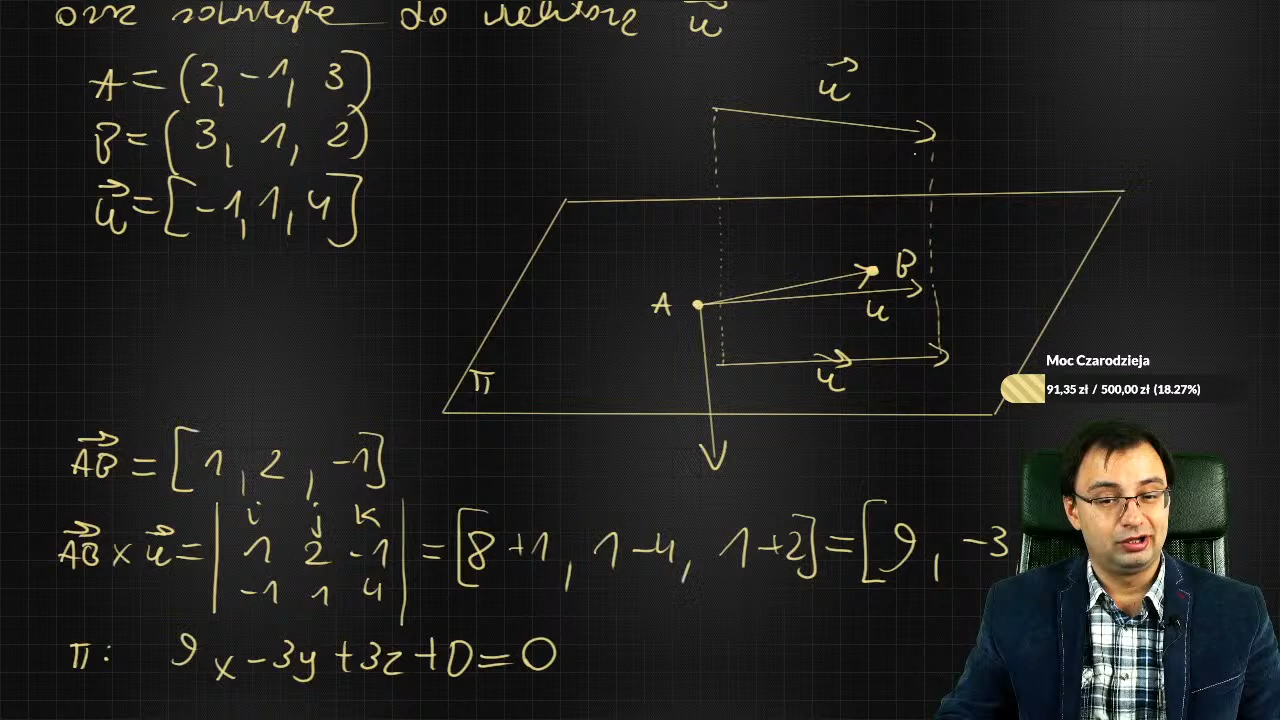 oraz równoległe do wektora u⃗
A = (2, -1, 3)
B = (3, 1, 2)
u⃗ = [-1, 1, 4]
u⃗
B
A
u
u⃗
π
Moc Czarodzieja
91,35 zł / 500,00 zł (18.27%)
AB⃗ = [1, 2, -1]
i j k
AB⃗ × u⃗ = | 1 2 -1 | = [8+1, 1-4, 1+2] = [9, -3
-1 1 4
π: 9x - 3y + 3z + D = 0